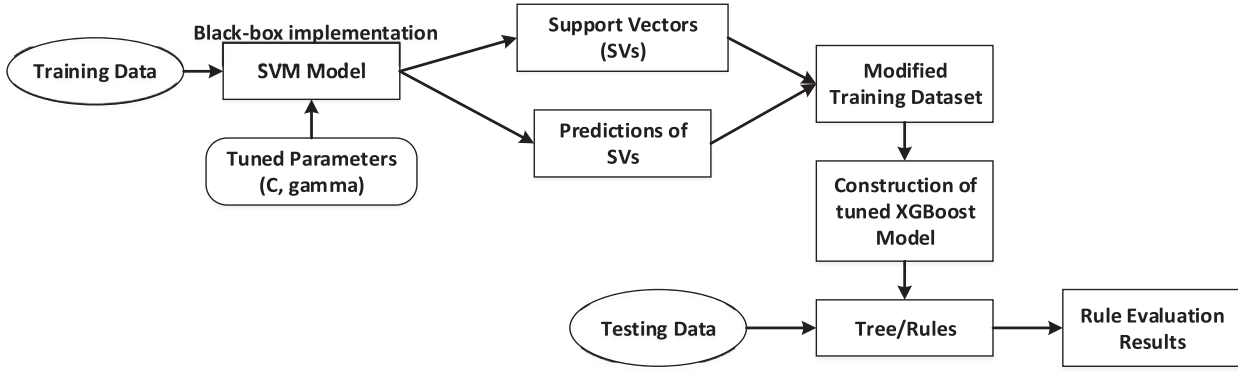 Black-box implementation
Training Data
SVM Model
Tuned Parameters
(C, gamma)
Support Vectors
(SVs)
Predictions of
SVs
Modified
Training Dataset
Construction of
tuned XGBoost
Model
Testing Data
Tree/Rules
Rule Evaluation
Results